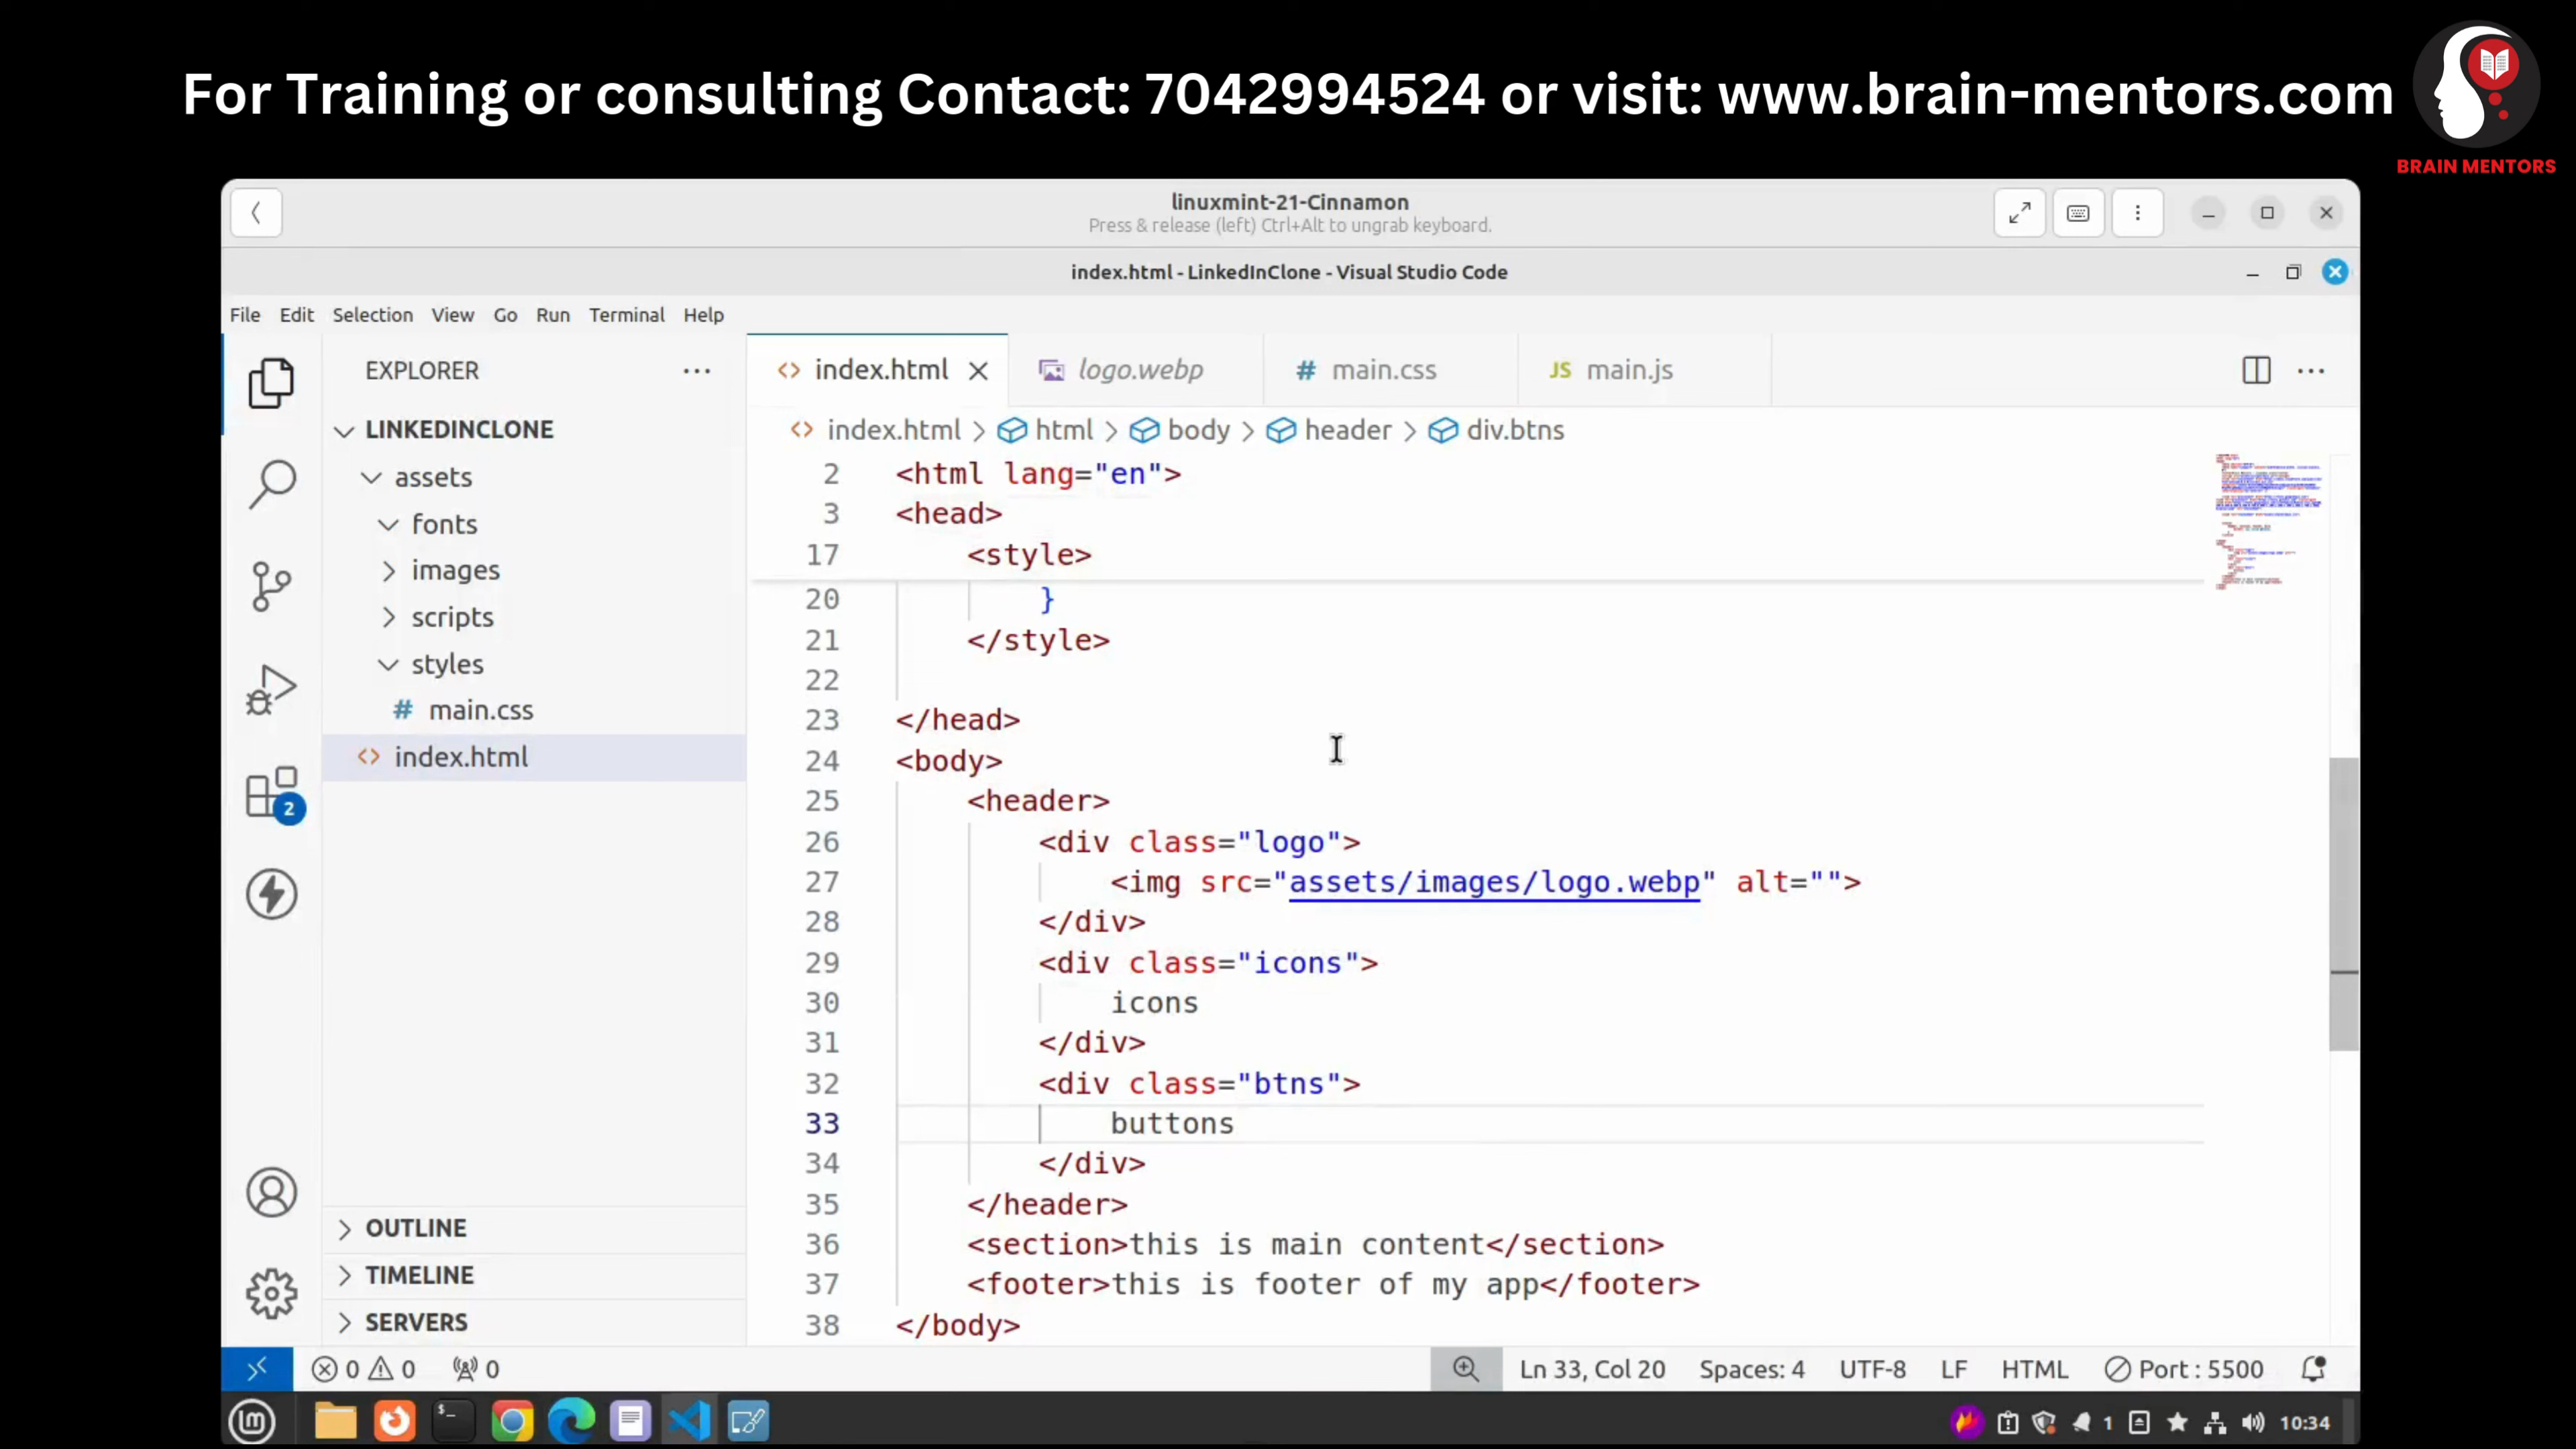 For Training or consulting Contact: 7042994524 or visit: www.brain-mentors.com
BRAIN MENTORS
linuxmint-21-Cinnamon
Press & release (left) Ctrl+Alt to ungrab keyboard.
index.html - LinkedInClone - Visual Studio Code
File Edit Selection View Go Run Terminal Help
EXPLORER
LINKEDINCLONE
assets
fonts
images
scripts
styles
# main.css
<> index.html
OUTLINE
TIMELINE
SERVERS
2
<> index.html
logo.webp
# main.css
JS main.js
<> index.html > html > body > header > div.btns
2 <html lang="en">
3 <head>
17 <style>
20 }
21 </style>
22
23 </head>
24 <body>
25 <header>
26 <div class="logo">
27 <img src="assets/images/logo.webp" alt="">
28 </div>
29 <div class="icons">
30 icons
31 </div>
32 <div class="btns">
33 buttons
34 </div>
35 </header>
36 <section>this is main content</section>
37 <footer>this is footer of my app</footer>
38 </body>
0 0 0
Ln 33, Col 20 Spaces: 4 UTF-8 LF HTML Port : 5500
lm
$_
1
10:34